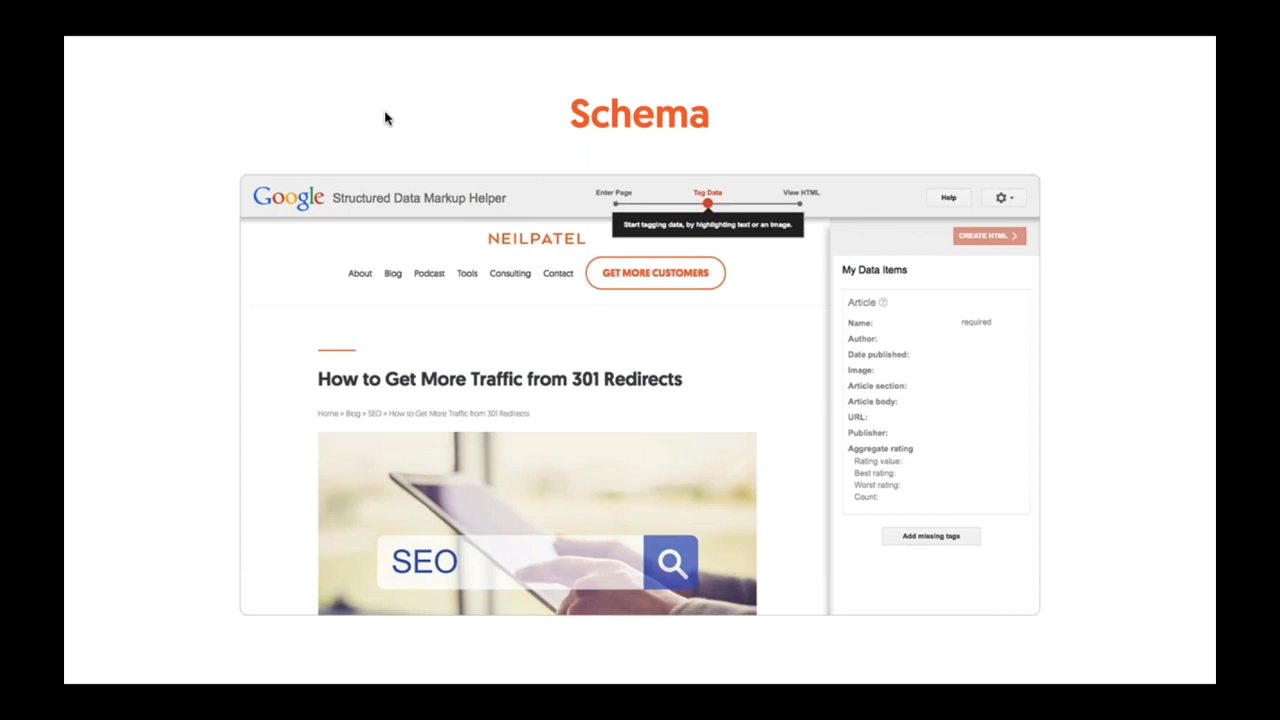 Schema
Google Structured Data Markup Helper
Enter Page
Tag Data
View HTML
Help
Start tagging data, by highlighting text or an image.
CREATE HTML
NEILPATEL
About Blog Podcast Tools Consulting Contact GET MORE CUSTOMERS
How to Get More Traffic from 301 Redirects
Home > Blog > SEO > How to Get More Traffic from 301 Redirects
SEO
My Data Items
Article
Name: required
Author:
Date published:
Image:
Article section:
Article body:
URL:
Publisher:
Aggregate rating
Rating value:
Best rating:
Worst rating:
Count:
Add missing tags